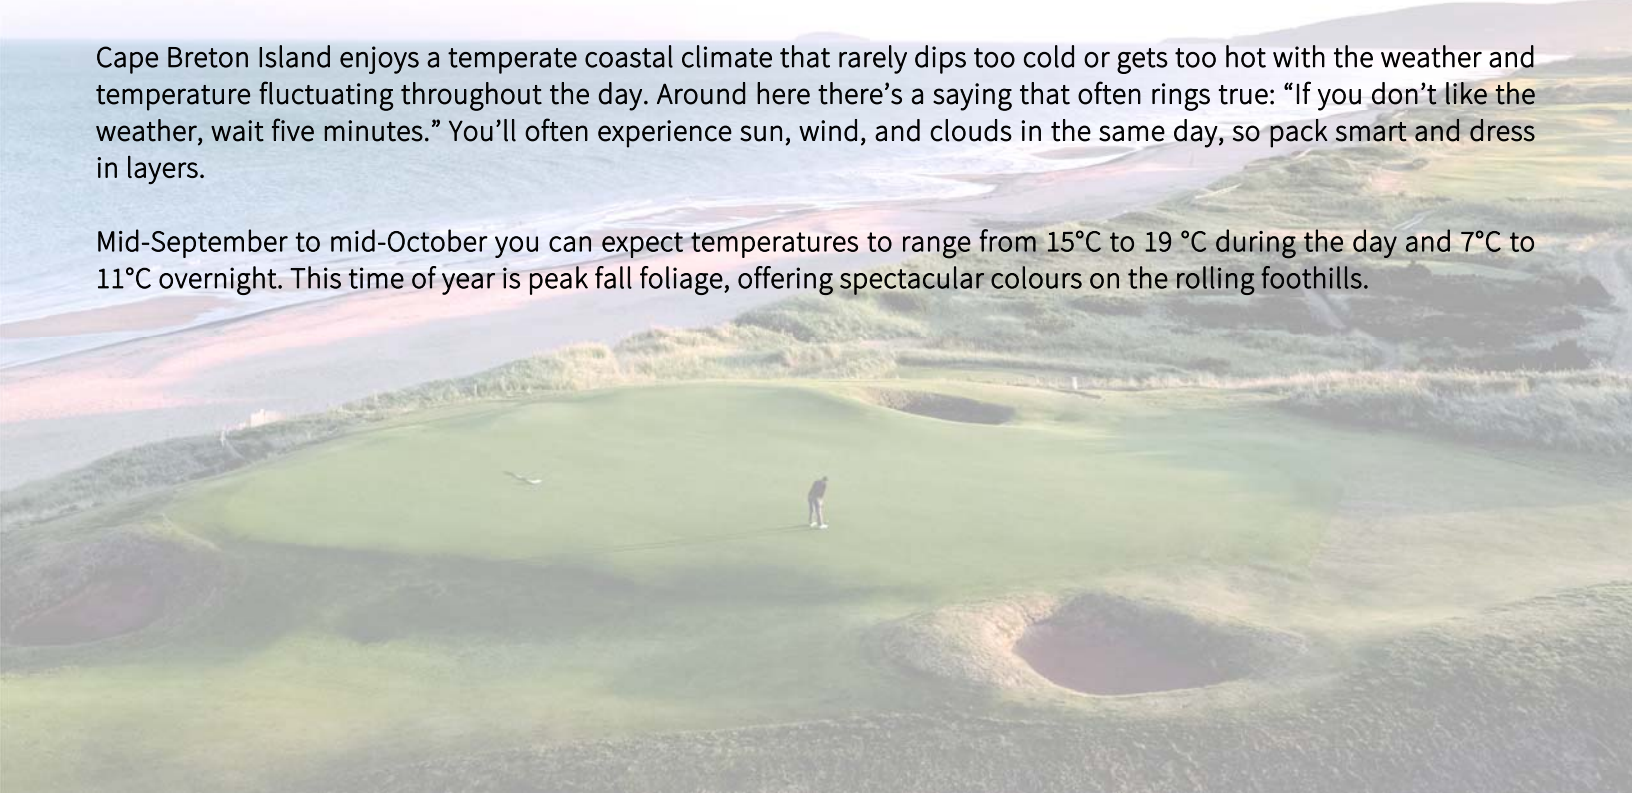 Cape Breton Island enjoys a temperate coastal climate that rarely dips too cold or gets too hot with the weather and
temperature fluctuating throughout the day. Around here there’s a saying that often rings true: “If you don’t like the
weather, wait five minutes.” You’ll often experience sun, wind, and clouds in the same day, so pack smart and dress
in layers.
Mid-September to mid-October you can expect temperatures to range from 15°C to 19 °C during the day and 7°C to
11°C overnight. This time of year is peak fall foliage, offering spectacular colours on the rolling foothills.